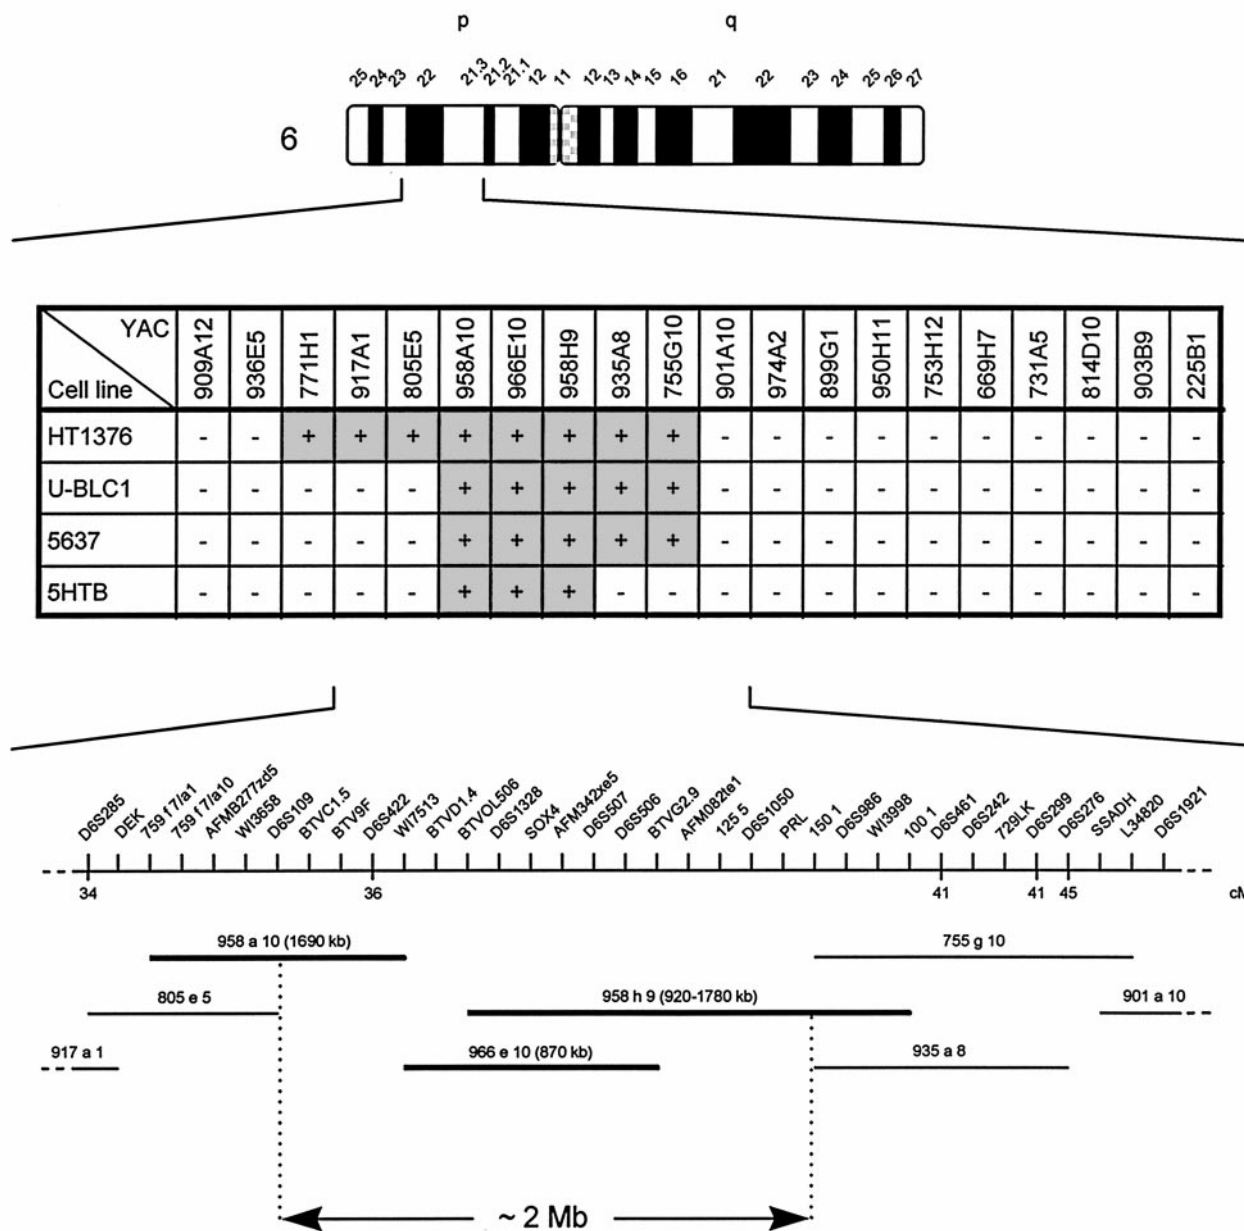 p q
25 24 23 22 21.3 21.2 21.1 12 11 12 13 14 15 16 21 22 23 24 25 26 27
6
YAC 909A12 936E5 771H1 917A1 805E5 958A10 966E10 958H9 935A8 755G10 901A10 974A2 899G1 950H11 753H12 669H7 731A5 814D10 903B9 225B1
Cell line
HT1376 - - + + + + + + + + - - - - - - - - - -
U-BLC1 - - - - - + + + + + - - - - - - - - - -
5637 - - - - - + + + + + - - - - - - - - - -
5HTB - - - - - + + + - - - - - - - - - - - -
D6S285 DEK 759 f 7/a1 759 f 7/a10 AFMB277zd5 WI3658 D6S109 BTVC1.5 BTV9F D6S422 WI7513 BTVD1.4 BTVOL506 D6S1328 SOX4 AFM342xe5 D6S507 D6S506 BTVG2.9 AFM082te1 125 5 D6S1050 PRL 150 1 D6S986 WI3998 100 1 D6S461 D6S242 729LK D6S299 D6S276 SSADH L34820 D6S1921
34 36 41 41 45 cM
958 a 10 (1690 kb) 755 g 10
805 e 5 958 h 9 (920-1780 kb) 901 a 10
917 a 1 966 e 10 (870 kb) 935 a 8
~ 2 Mb